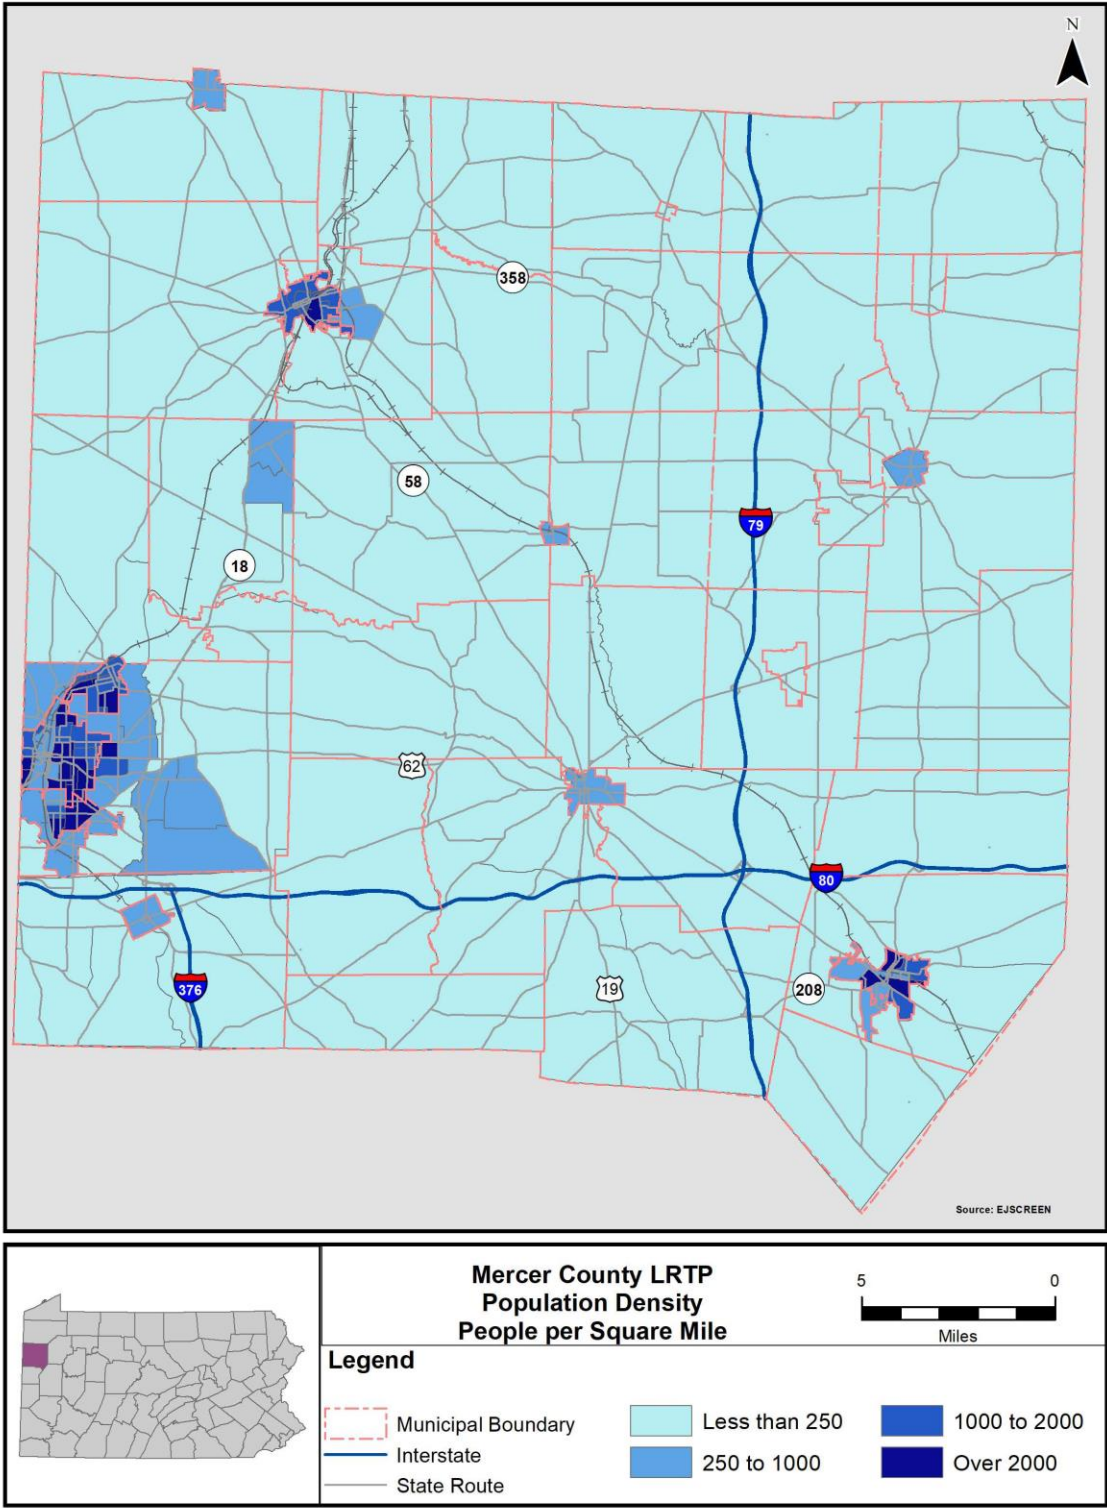 N
358
58
79
18
62
80
376
19
208
Source: EJSCREEN
Mercer County LRTP
Population Density
People per Square Mile
5 0
Miles
Legend
Municipal Boundary
Interstate
State Route
Less than 250
250 to 1000
1000 to 2000
Over 2000